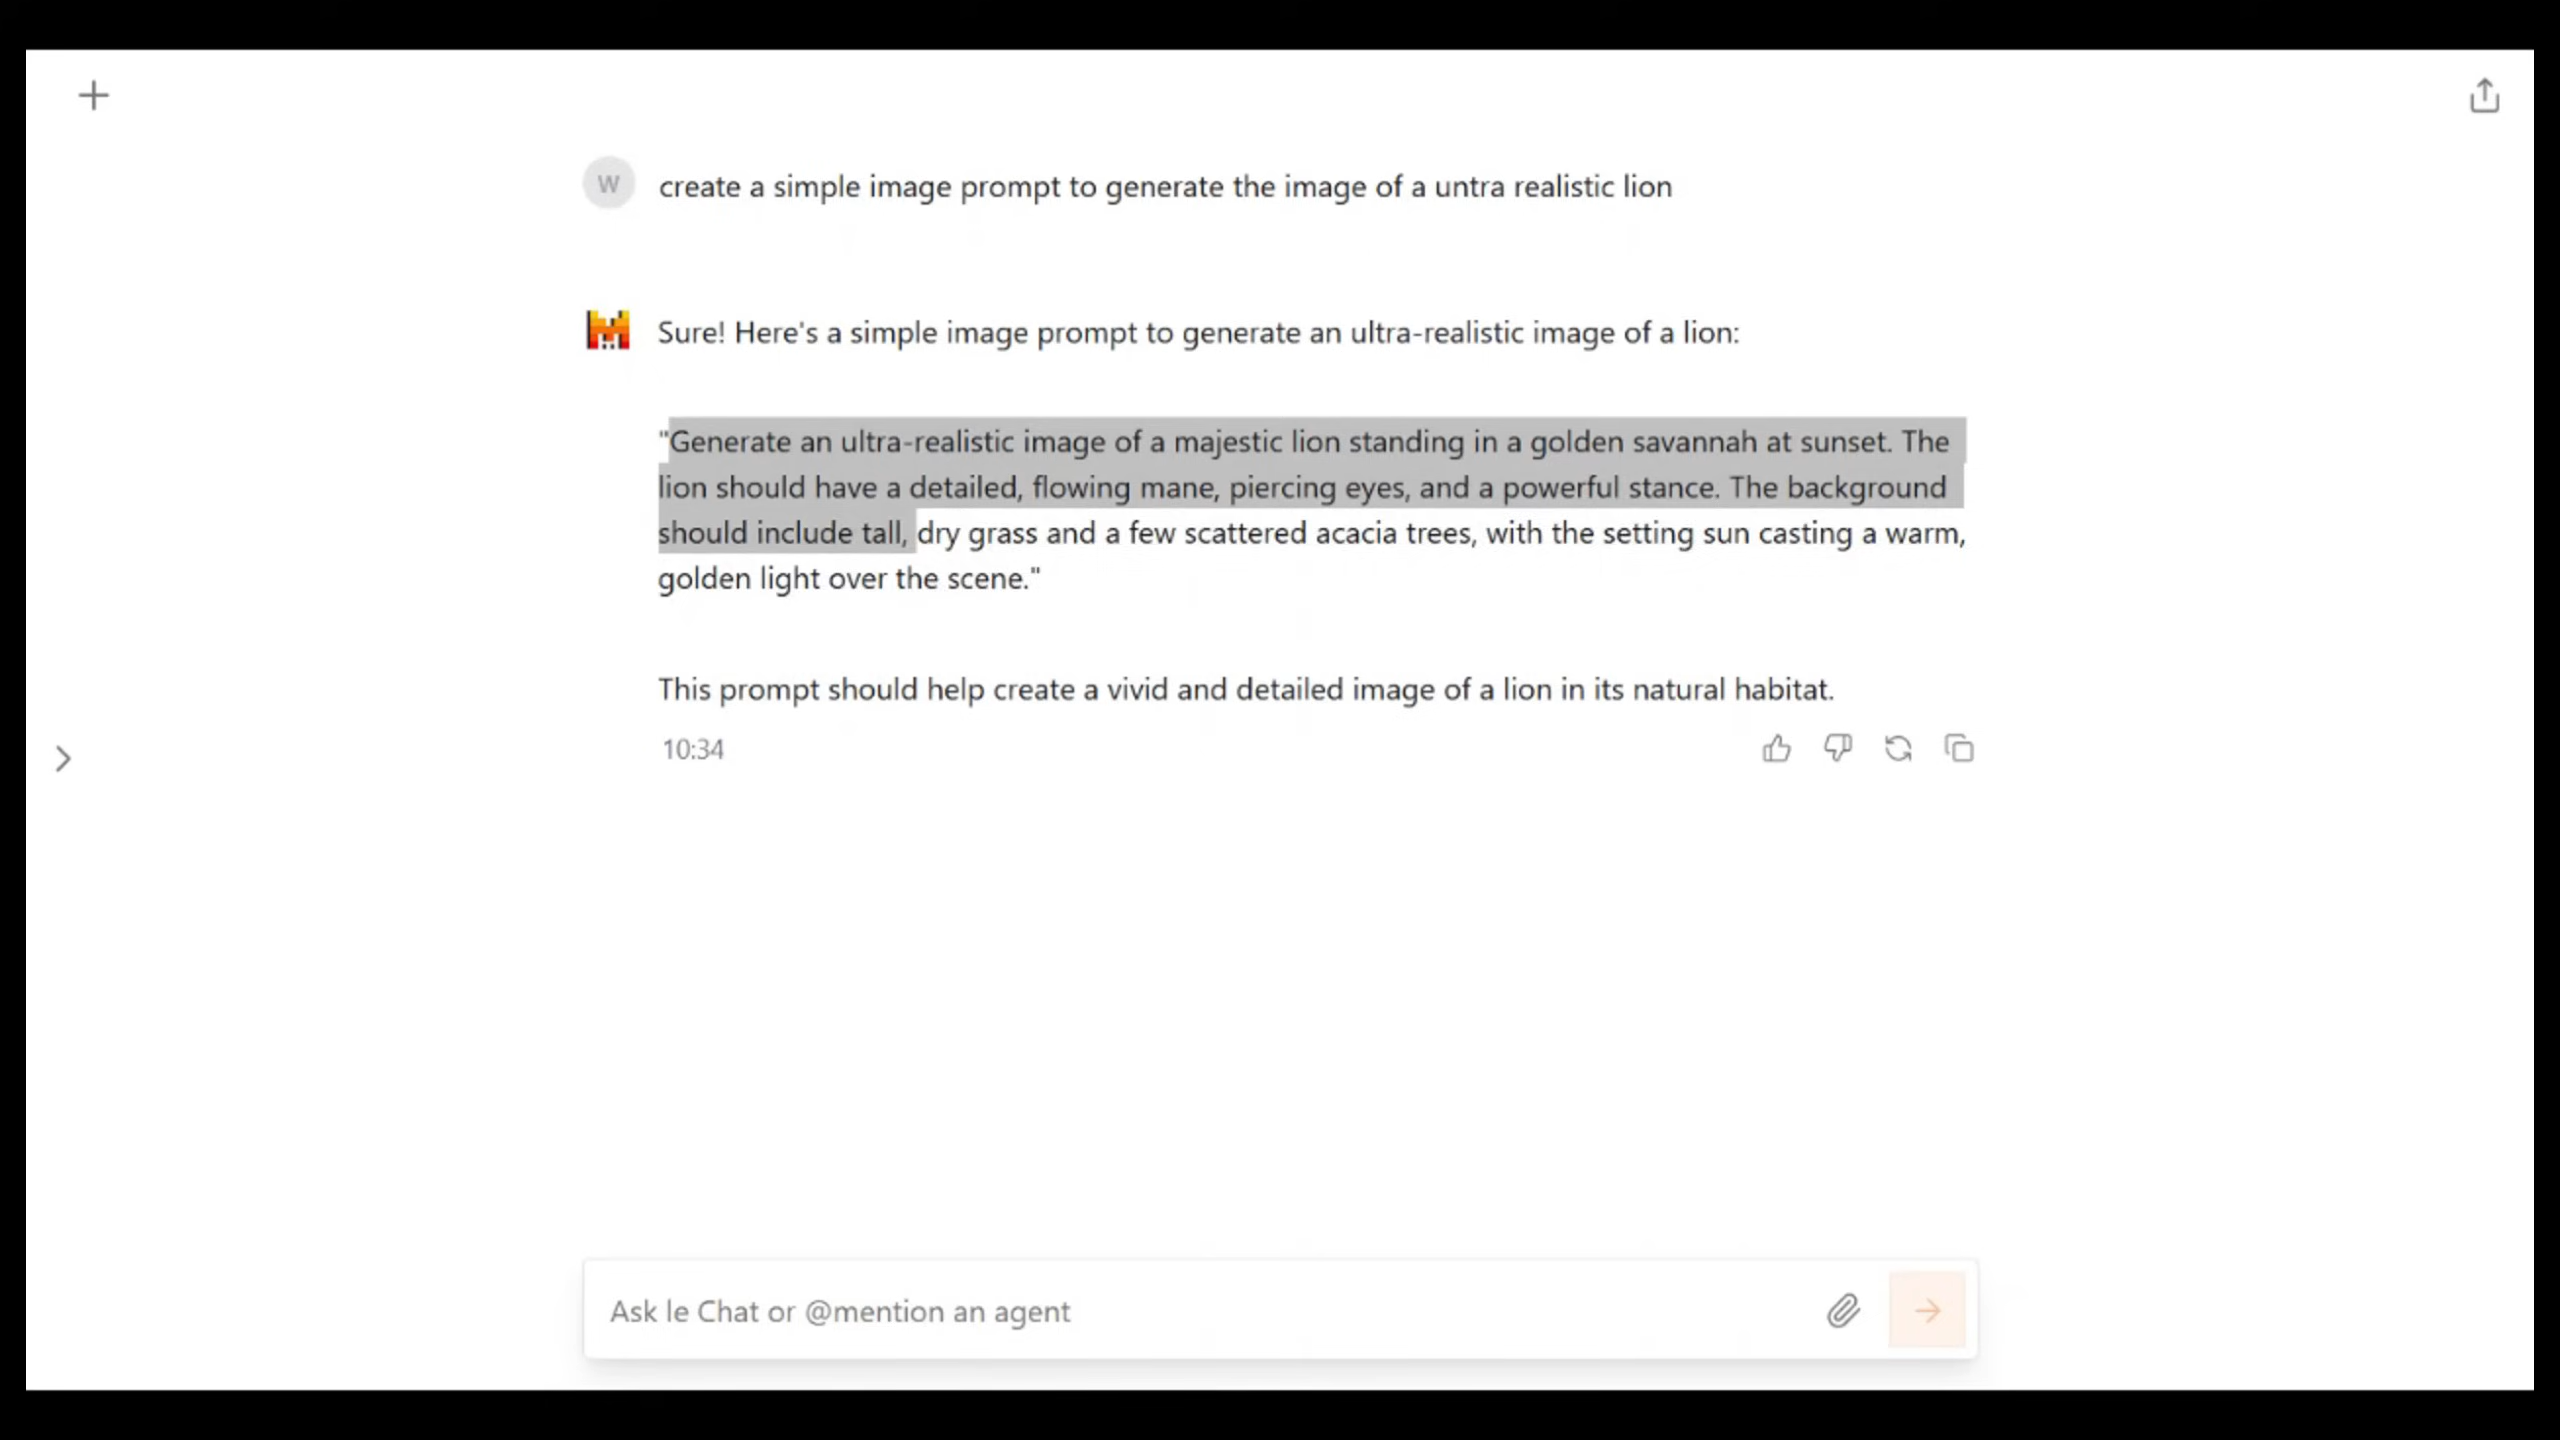 W
create a simple image prompt to generate the image of a untra realistic lion
Sure! Here's a simple image prompt to generate an ultra-realistic image of a lion:
"Generate an ultra-realistic image of a majestic lion standing in a golden savannah at sunset. The
lion should have a detailed, flowing mane, piercing eyes, and a powerful stance. The background
should include tall, dry grass and a few scattered acacia trees, with the setting sun casting a warm,
golden light over the scene."
This prompt should help create a vivid and detailed image of a lion in its natural habitat.
10:34
Ask le Chat or @mention an agent